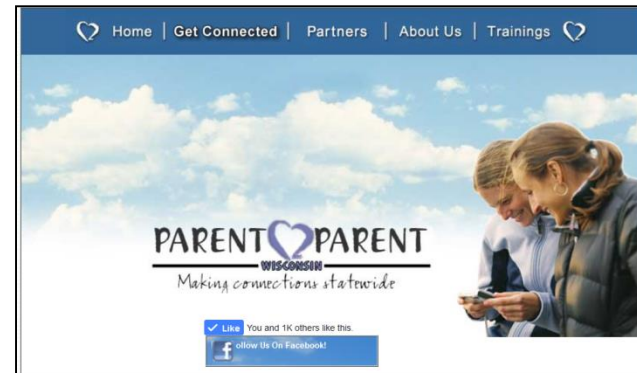 Home | Get Connected | Partners | About Us | Trainings
PARENT PARENT
WISCONSIN
Making connections statewide
Like You and 1K others like this.
f ollow Us On Facebook!